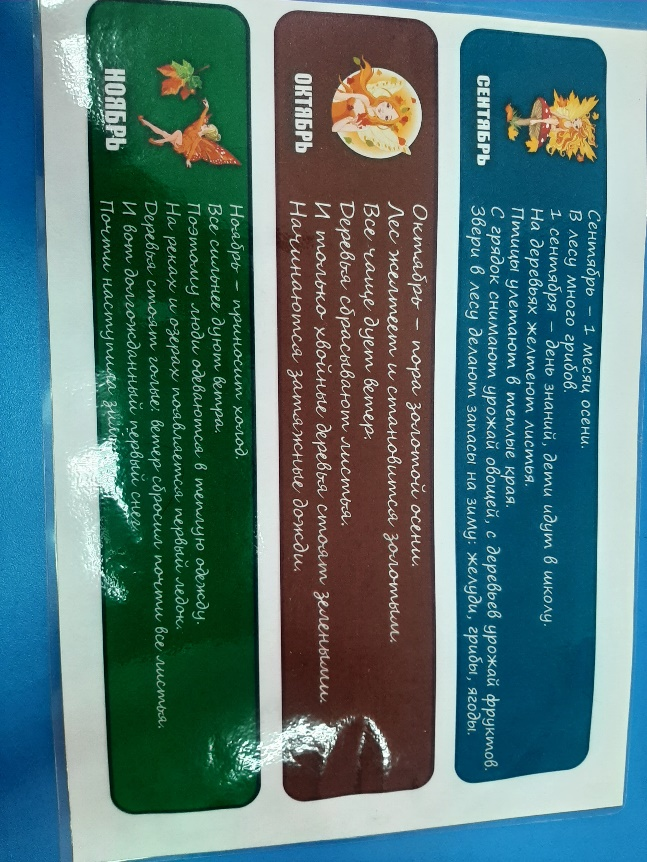 СЕНТЯБРЬ
Сентябрь – 1 месяц осени.
В лесу много грибов.
1 сентября – день знаний, дети идут в школу.
На деревьях желтеют листья.
Птицы улетают в теплые края.
С грядок снимают урожай овощей, с деревьев урожай фруктов.
Звери в лесу делают запасы на зиму: желуди, грибы, ягоды.
ОКТЯБРЬ
Октябрь – пора золотой осени.
Лес желтеет и становится золотым.
Все чаще дует ветер.
Деревья сбрасывают листья.
И только хвойные деревья стоят зелеными.
Начинаются затяжные дожди.
НОЯБРЬ
Ноябрь – приносит холод.
Все сильнее дуют ветра.
Поэтому люди одеваются в теплую одежду.
На реках и озерах появляется первый ледок.
Деревья стоят голые: ветер сбросил почти все листья.
И вот долгожданный первый снег.
Почти наступила